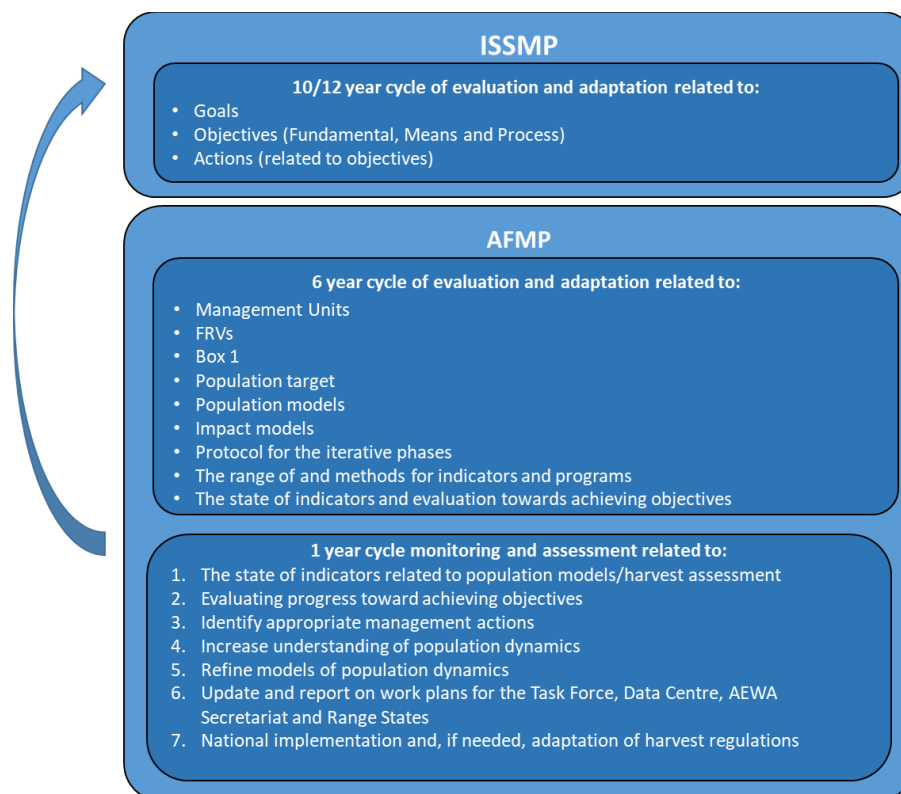 ISSMP
10/12 year cycle of evaluation and adaptation related to:
• Goals
• Objectives (Fundamental, Means and Process)
• Actions (related to objectives)
AFMP
6 year cycle of evaluation and adaptation related to:
• Management Units
• FRVs
• Box 1
• Population target
• Population models
• Impact models
• Protocol for the iterative phases
• The range of and methods for indicators and programs
• The state of indicators and evaluation towards achieving objectives
1 year cycle monitoring and assessment related to:
1. The state of indicators related to population models/harvest assessment
2. Evaluating progress toward achieving objectives
3. Identify appropriate management actions
4. Increase understanding of population dynamics
5. Refine models of population dynamics
6. Update and report on work plans for the Task Force, Data Centre, AEWA
Secretariat and Range States
7. National implementation and, if needed, adaptation of harvest regulations